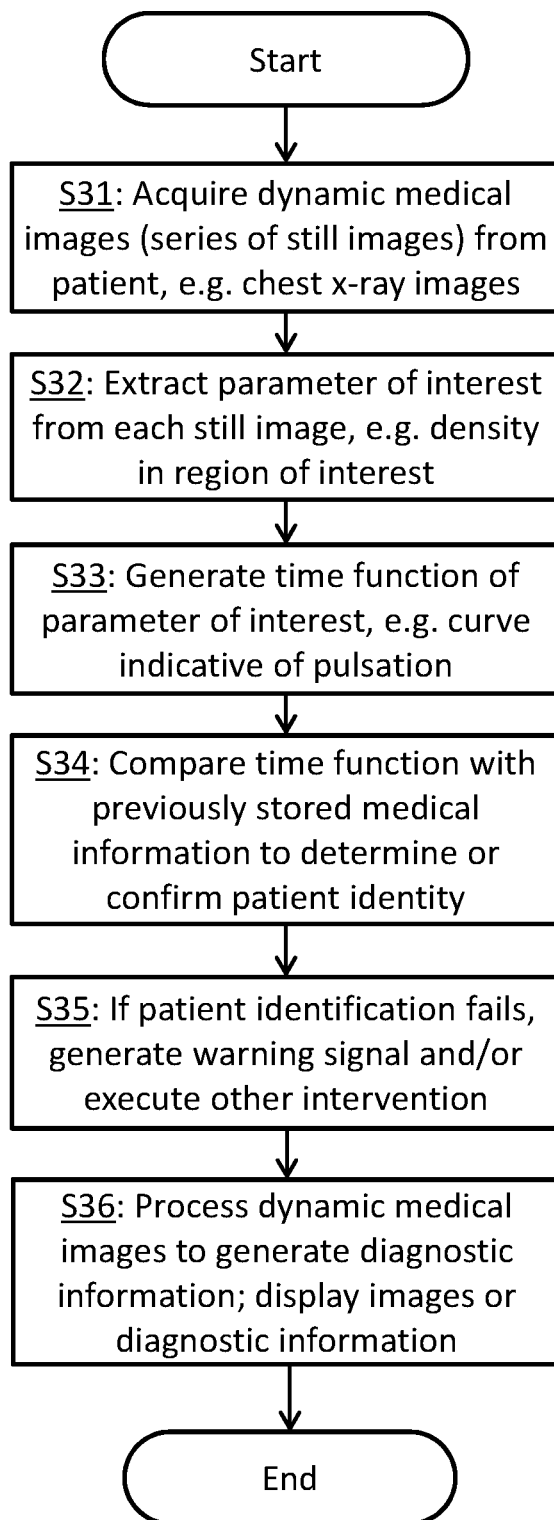 Start
S31: Acquire dynamic medical
images (series of still images) from
patient, e.g. chest x-ray images
S32: Extract parameter of interest
from each still image, e.g. density
in region of interest
S33: Generate time function of
parameter of interest, e.g. curve
indicative of pulsation
S34: Compare time function with
previously stored medical
information to determine or
confirm patient identity
S35: If patient identification fails,
generate warning signal and/or
execute other intervention
S36: Process dynamic medical
images to generate diagnostic
information; display images or
diagnostic information
End